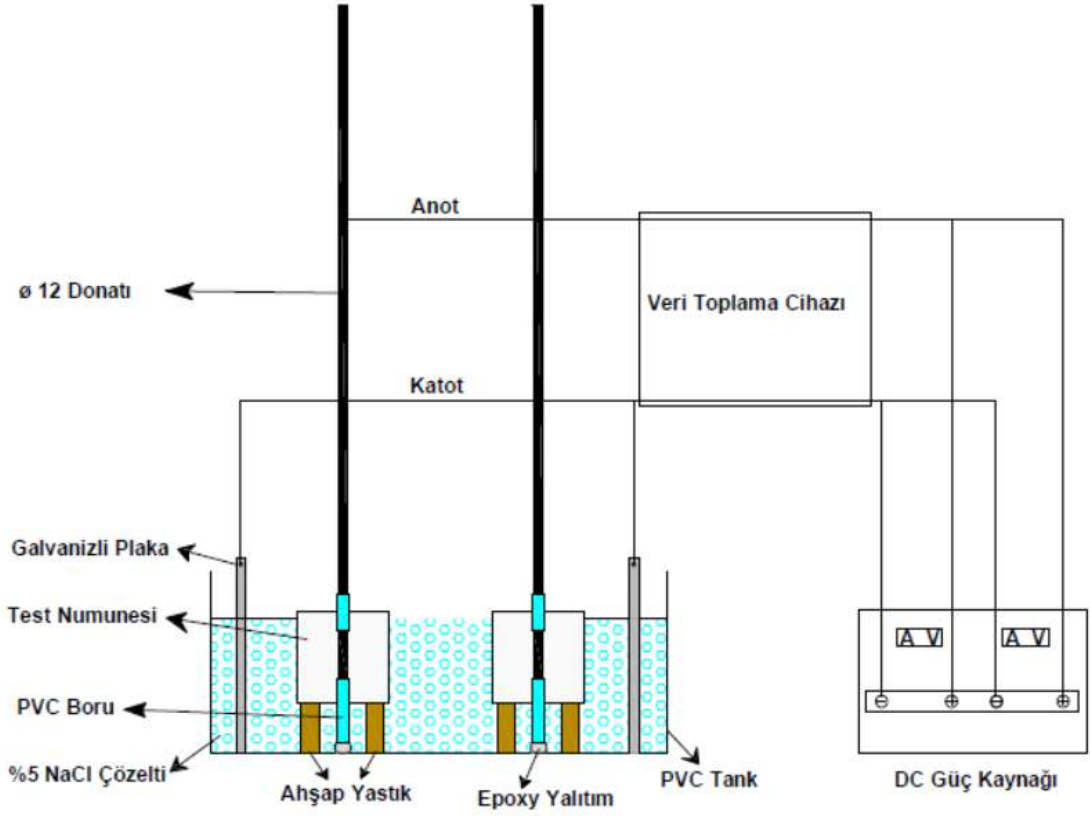 Anot
ø 12 Donatı
Veri Toplama Cihazı
Katot
Galvanizli Plaka
Test Numunesi
A V
A V
PVC Boru
%5 NaCl Çözelti
Ahşap Yastık
Epoxy Yalıtım
PVC Tank
DC Güç Kaynağı